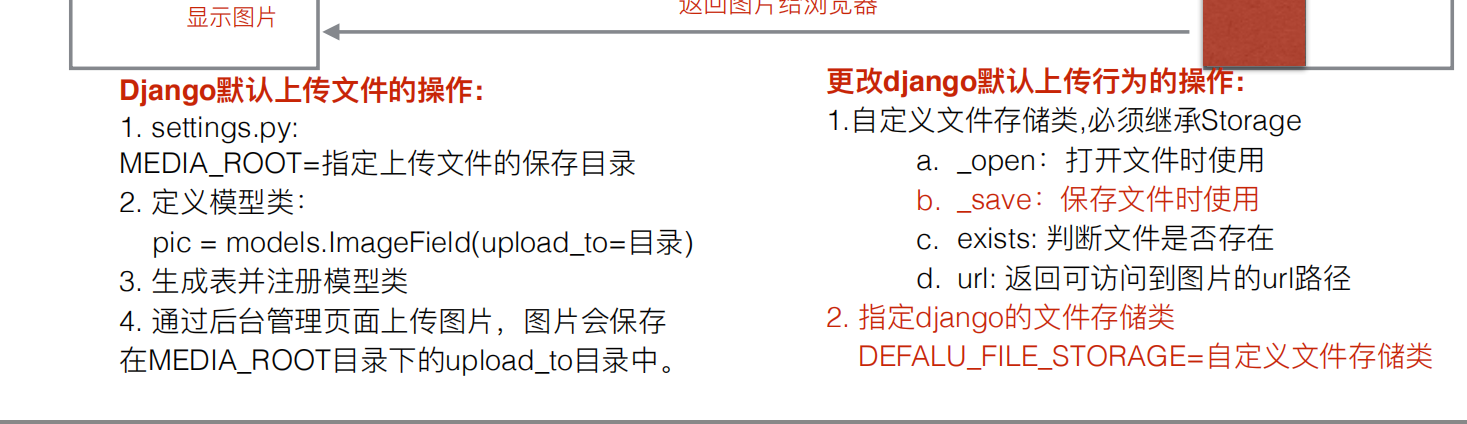 显示图片
返回图片给浏览器
Django默认上传文件的操作:
1. settings.py:
MEDIA_ROOT=指定上传文件的保存目录
2. 定义模型类：
pic = models.ImageField(upload_to=目录)
3. 生成表并注册模型类
4. 通过后台管理页面上传图片，图片会保存
在MEDIA_ROOT目录下的upload_to目录中。
更改django默认上传行为的操作:
1.自定义文件存储类,必须继承Storage
a. _open：打开文件时使用
b. _save：保存文件时使用
c. exists: 判断文件是否存在
d. url: 返回可访问到图片的url路径
2. 指定django的文件存储类
DEFALU_FILE_STORAGE=自定义文件存储类